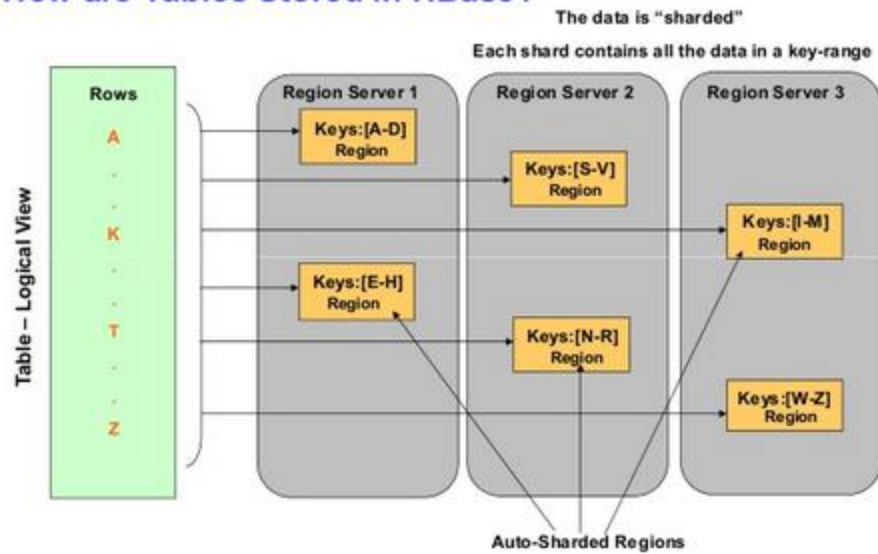 The data is “sharded”
Each shard contains all the data in a key-range
Table – Logical View
Rows
A
.
.
K
.
.
T
.
.
Z
Region Server 1
Keys:[A-D]
Region
Keys:[E-H]
Region
Region Server 2
Keys:[S-V]
Region
Keys:[N-R]
Region
Region Server 3
Keys:[I-M]
Region
Keys:[W-Z]
Region
Auto-Sharded Regions